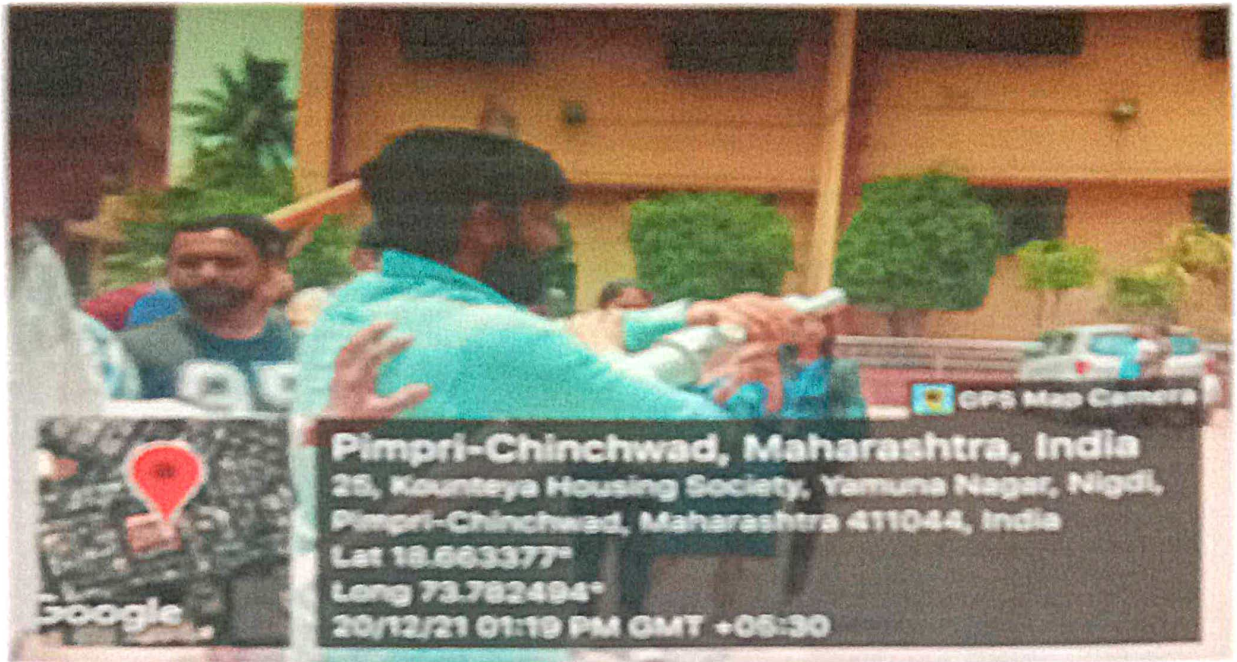 GPS Map Camera
Pimpri-Chinchwad, Maharashtra, India
25, Kounteya Housing Society, Yamuna Nagar, Nigdi,
Pimpri-Chinchwad, Maharashtra 411044, India
Lat 18.663377°
Long 73.782494°
20/12/21 01:19 PM GMT +05:30
Google